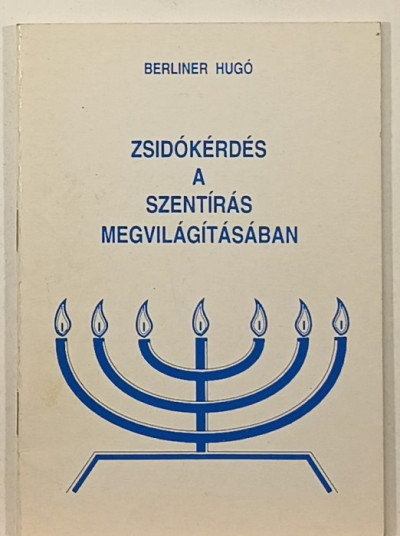 BERLINER HUGÓ
ZSIDÓKÉRDÉS
A
SZENTÍRÁS
MEGVILÁGÍTÁSÁBAN